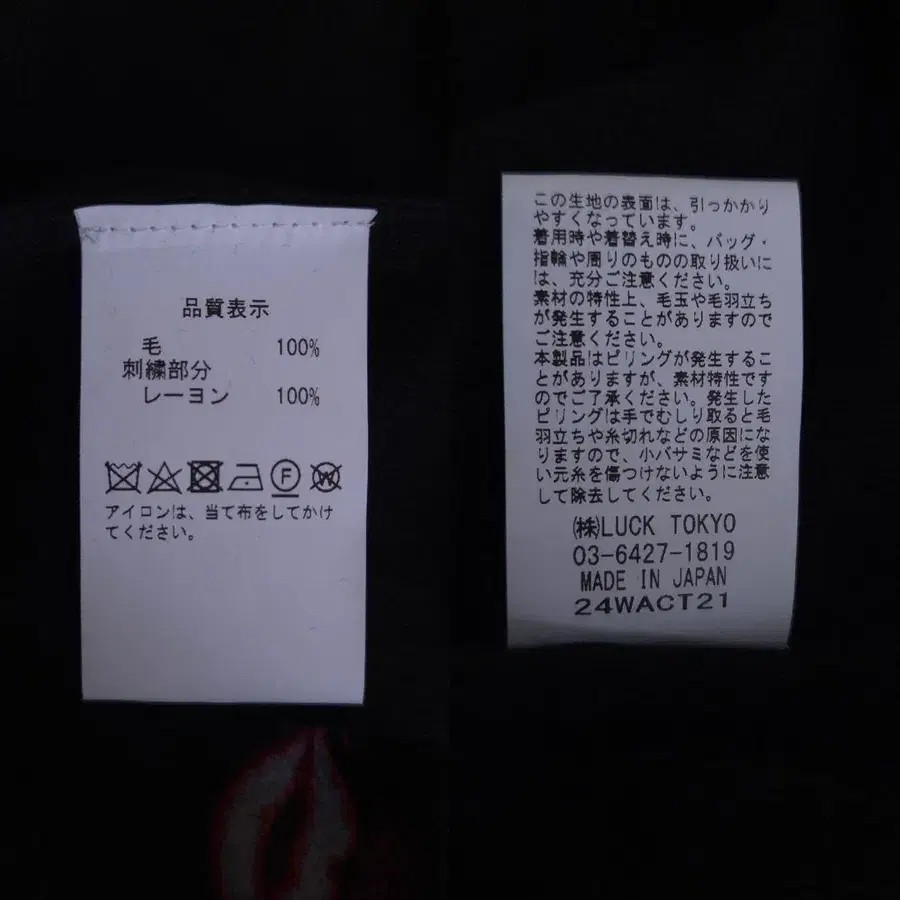 品質表示
毛 100%
刺繍部分
レーヨン 100%
アイロンは、当て布をしてかけ
てください。
この生地の表面は、引っかかり
やすくなっています。
着用時や着替え時に、バッグ・
指輪や周りのものの取り扱いに
は、充分ご注意ください。
素材の特性上、毛玉や毛羽立ち
が発生することがありますので
ご注意ください。
本製品はピリングが発生するこ
とがありますが、素材特性です
のでご了承ください。発生した
ピリングは手でむしり取ると毛
羽立ちや糸切れなどの原因にな
りますので、小バサミなどを使
い元糸を傷つけないように注意
して除去してください。
㈱LUCK TOKYO
03-6427-1819
MADE IN JAPAN
24WACT21